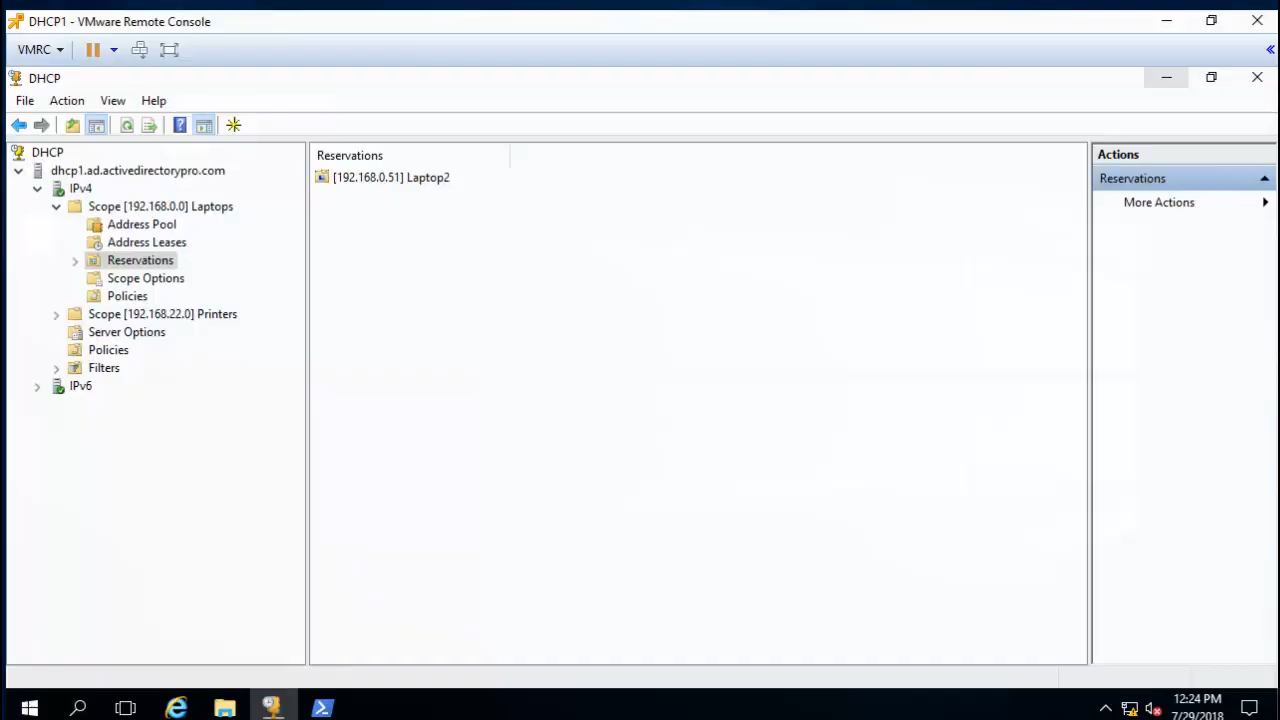 DHCP1 - VMware Remote Console
VMRC
DHCP
File Action View Help
DHCP
dhcp1.ad.activedirectorypro.com
IPv4
Scope [192.168.0.0] Laptops
Address Pool
Address Leases
Reservations
Scope Options
Policies
Scope [192.168.22.0] Printers
Server Options
Policies
Filters
IPv6
Reservations
[192.168.0.51] Laptop2
Actions
Reservations
More Actions
12:24 PM
7/29/2018